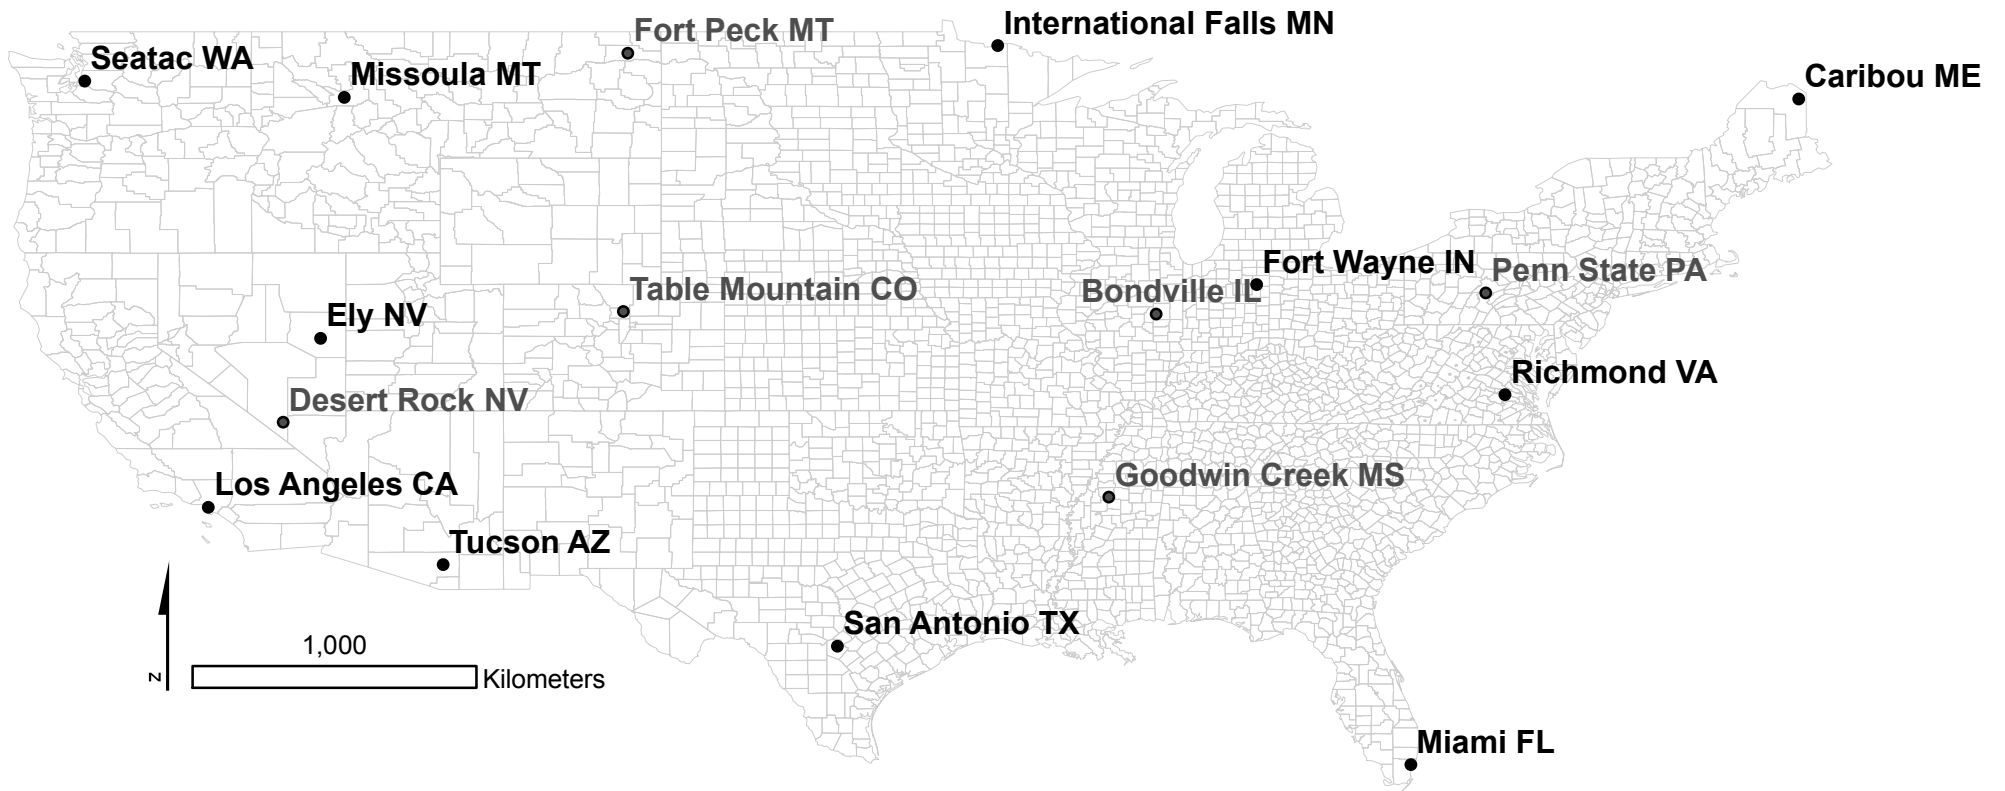 International Falls MN
Fort Peck MT
Seatac WA
Missoula MT
Caribou ME
Fort Wayne IN
Penn State PA
Table Mountain CO
Bondville IL
Ely NV
Richmond VA
Desert Rock NV
Goodwin Creek MS
Los Angeles CA
Tucson AZ
San Antonio TX
1,000
Kilometers
N
Miami FL